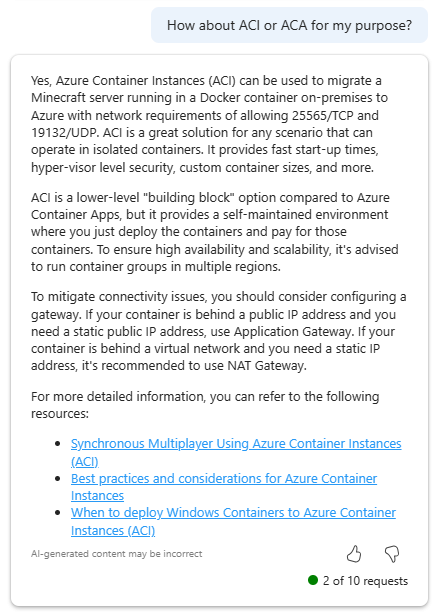 How about ACI or ACA for my purpose?
Yes, Azure Container Instances (ACI) can be used to migrate a
Minecraft server running in a Docker container on-premises to
Azure with network requirements of allowing 25565/TCP and
19132/UDP. ACI is a great solution for any scenario that can
operate in isolated containers. It provides fast start-up times,
hyper-visor level security, custom container sizes, and more.
ACI is a lower-level "building block" option compared to Azure
Container Apps, but it provides a self-maintained environment
where you just deploy the containers and pay for those
containers. To ensure high availability and scalability, it's advised
to run container groups in multiple regions.
To mitigate connectivity issues, you should consider configuring a
gateway. If your container is behind a public IP address and you
need a static public IP address, use Application Gateway. If your
container is behind a virtual network and you need a static IP
address, it's recommended to use NAT Gateway.
For more detailed information, you can refer to the following
resources:
• Synchronous Multiplayer Using Azure Container Instances
(ACI)
• Best practices and considerations for Azure Container
Instances
• When to deploy Windows Containers to Azure Container
Instances (ACI)
AI-generated content may be incorrect
2 of 10 requests